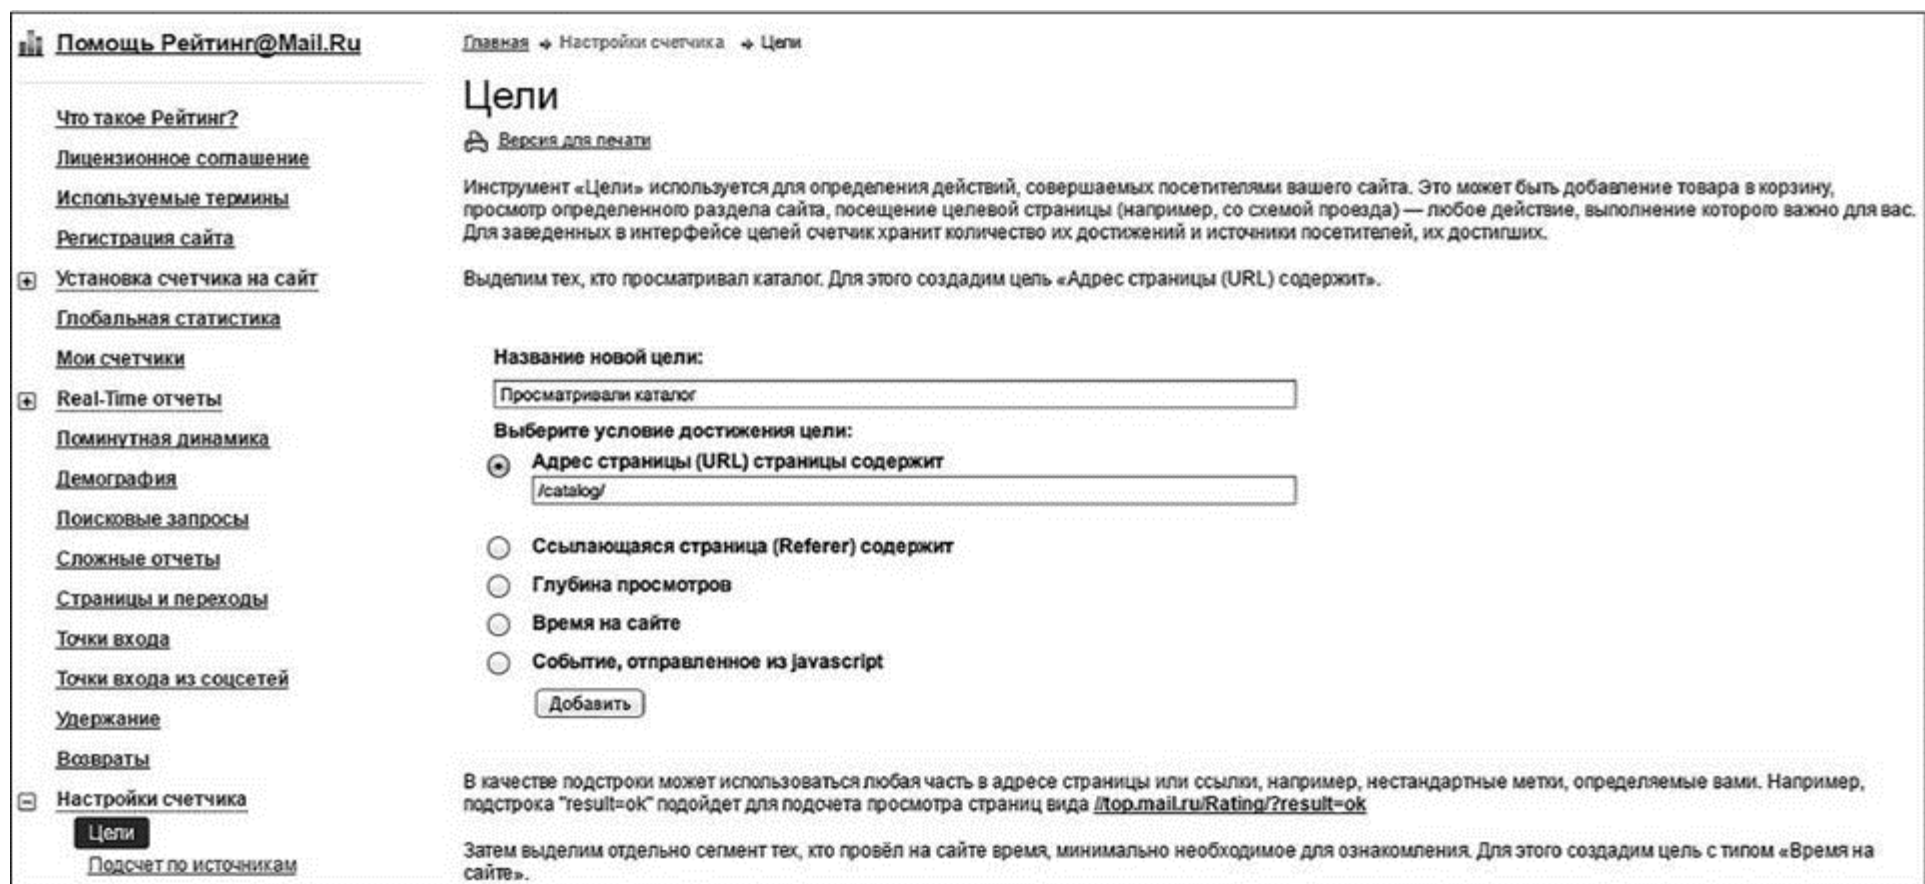 Помощь Рейтинг@Mail.Ru
Что такое Рейтинг?
Лицензионное соглашение
Используемые термины
Регистрация сайта
Установка счетчика на сайт
Глобальная статистика
Мои счетчики
Real-Time отчеты
Поминутная динамика
Демография
Поисковые запросы
Сложные отчеты
Страницы и переходы
Точки входа
Точки входа из соцсетей
Удержание
Возвраты
Настройки счетчика
Цели
Подсчет по источникам
Главная → Настройки счетчика → Цели
Цели
Версия для печати
Инструмент «Цели» используется для определения действий, совершаемых посетителями вашего сайта. Это может быть добавление товара в корзину,
просмотр определенного раздела сайта, посещение целевой страницы (например, со схемой проезда) — любое действие, выполнение которого важно для вас.
Для заведенных в интерфейсе целей счетчик хранит количество их достижений и источники посетителей, их достигших.
Выделим тех, кто просматривал каталог. Для этого создадим цель «Адрес страницы (URL) содержит».
Название новой цели:
Просматривали каталог
Выберите условие достижения цели:
Адрес страницы (URL) страницы содержит
/catalog/
Ссылающаяся страница (Referer) содержит
Глубина просмотров
Время на сайте
Событие, отправленное из javascript
Добавить
В качестве подстроки может использоваться любая часть в адресе страницы или ссылки, например, нестандартные метки, определяемые вами. Например,
подстрока "result=ok" подойдет для подсчета просмотра страниц вида //top.mail.ru/Rating/?result=ok
Затем выделим отдельно сегмент тех, кто провёл на сайте время, минимально необходимое для ознакомления. Для этого создадим цель с типом «Время на
сайте».